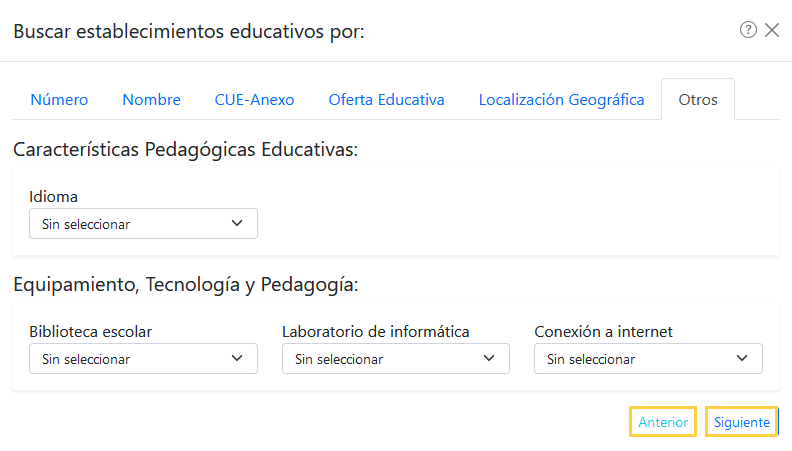 Buscar establecimientos educativos por:
Número Nombre CUE-Anexo Oferta Educativa Localización Geográfica Otros
Características Pedagógicas Educativas:
Idioma
Sin seleccionar
Equipamiento, Tecnología y Pedagogía:
Biblioteca escolar Laboratorio de informática Conexión a internet
Sin seleccionar Sin seleccionar Sin seleccionar
Anterior Siguiente